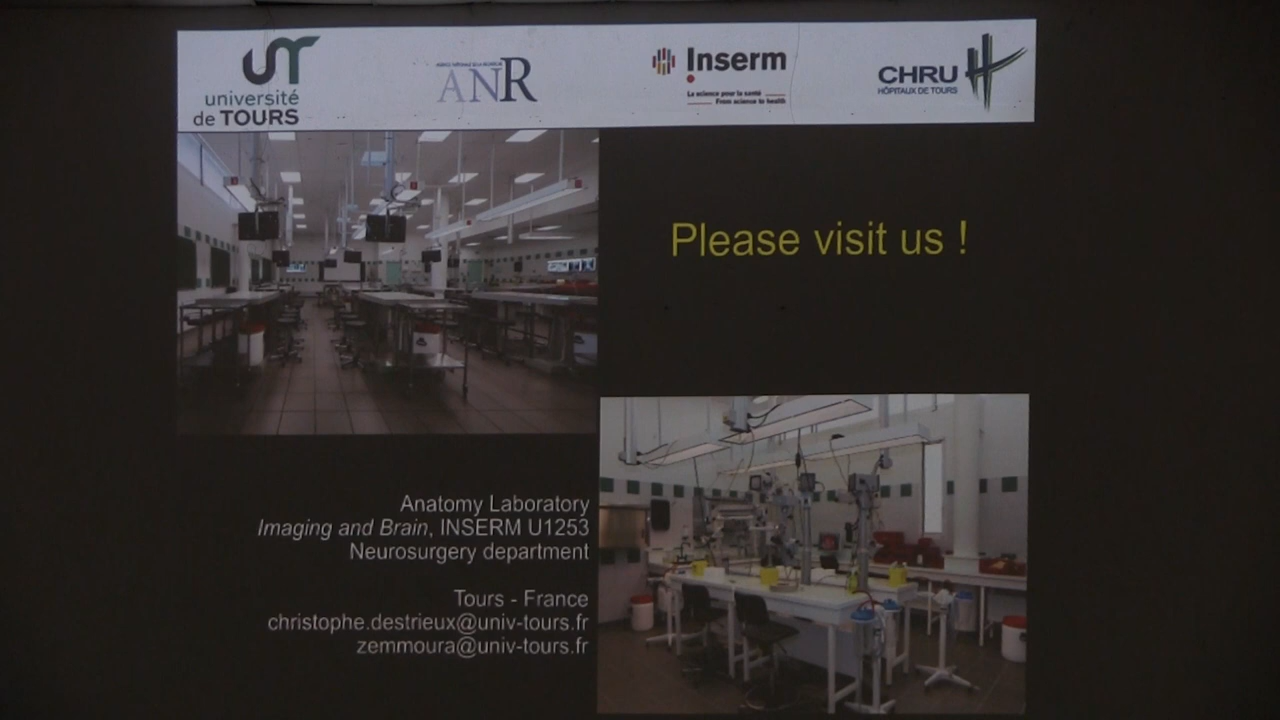 université
de TOURS
ANR
Inserm
La science pour la santé
From science to health
CHRU
HÔPITAUX DE TOURS
Please visit us !
Anatomy Laboratory
Imaging and Brain, INSERM U1253
Neurosurgery department
Tours - France
christophe.destrieux@univ-tours.fr
zemmoura@univ-tours.fr